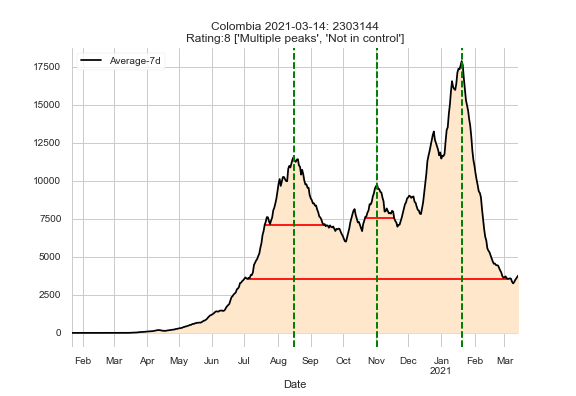 Colombia 2021-03-14: 2303144
Rating:8 ['Multiple peaks', 'Not in control']
Average-7d
17500
15000
12500
10000
7500
5000
2500
0
Feb Mar Apr May Jun Jul Aug Sep Oct Nov Dec Jan Feb Mar
2021
Date